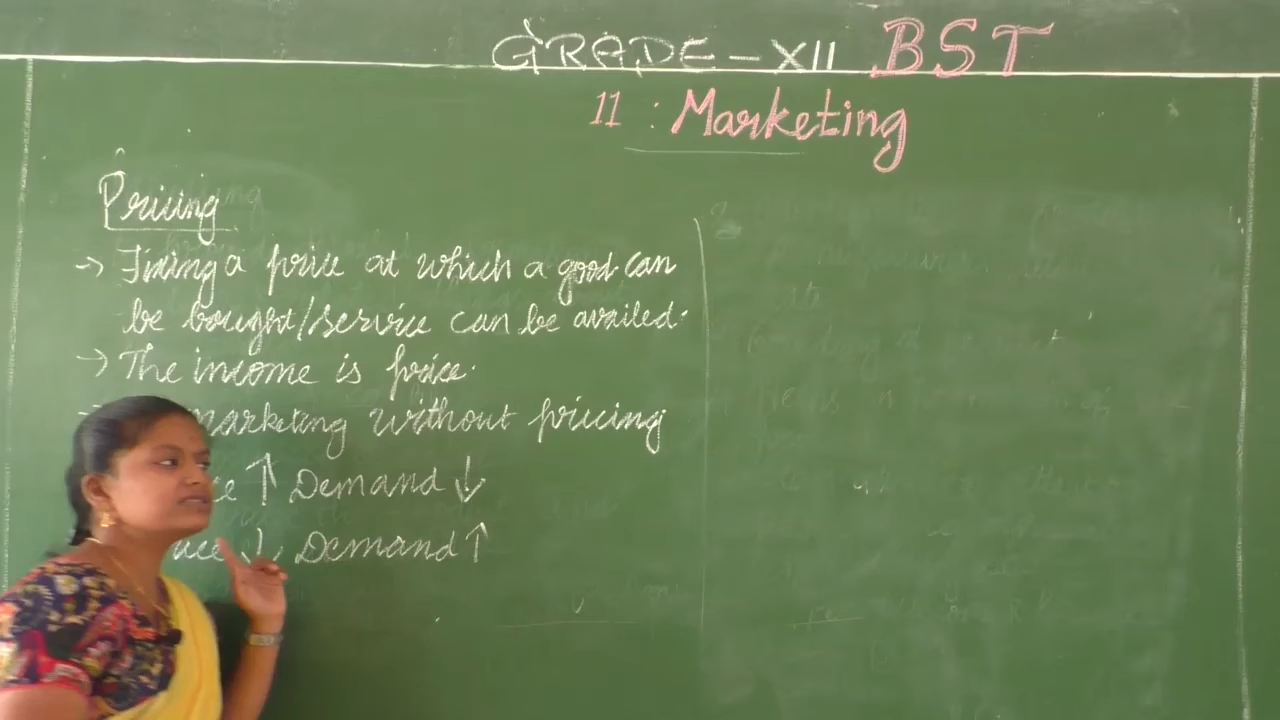 GRADE-XII BST
11 : Marketing
Pricing
→ Fixing a price at which a good can
be bought/service can be availed.
→ The income is price.
marketing without pricing
↑ Demand ↓
↓ Demand ↑